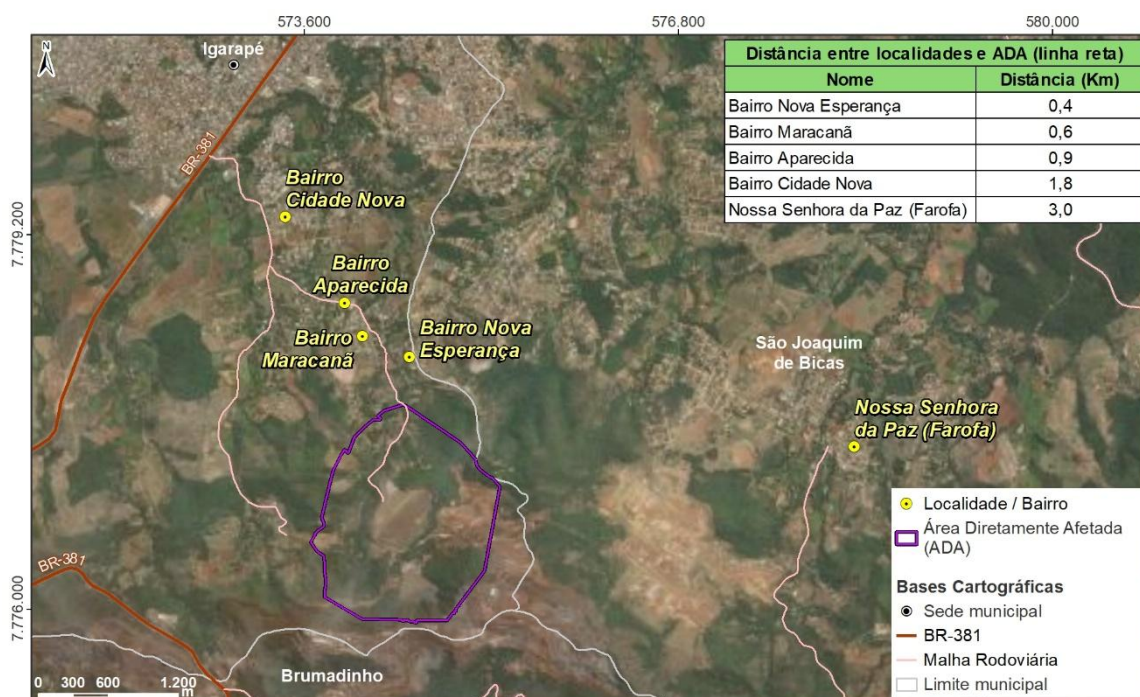 573.600
576.800
580.000
7.779.200
7.776.000
N
Igarapé
BR-381
Bairro
Cidade Nova
Bairro
Aparecida
Bairro
Maracanã
Bairro Nova
Esperança
São Joaquim
de Bicas
Nossa Senhora
da Paz (Farofa)
BR-381
Brumadinho
0 300 600 1.200
m
Distância entre localidades e ADA (linha reta)
Nome Distância (Km)
Bairro Nova Esperança 0,4
Bairro Maracanã 0,6
Bairro Aparecida 0,9
Bairro Cidade Nova 1,8
Nossa Senhora da Paz (Farofa) 3,0
Localidade / Bairro
Área Diretamente Afetada
(ADA)
Bases Cartográficas
Sede municipal
BR-381
Malha Rodoviária
Limite municipal